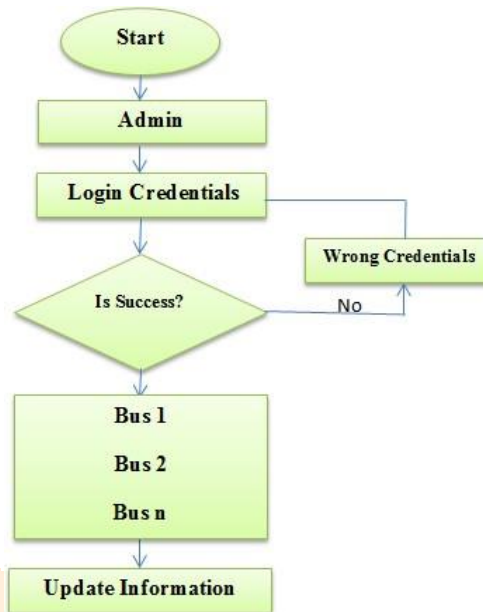 Start
Admin
Login Credentials
Wrong Credentials
Is Success?
No
Bus 1
Bus 2
Bus n
Update Information